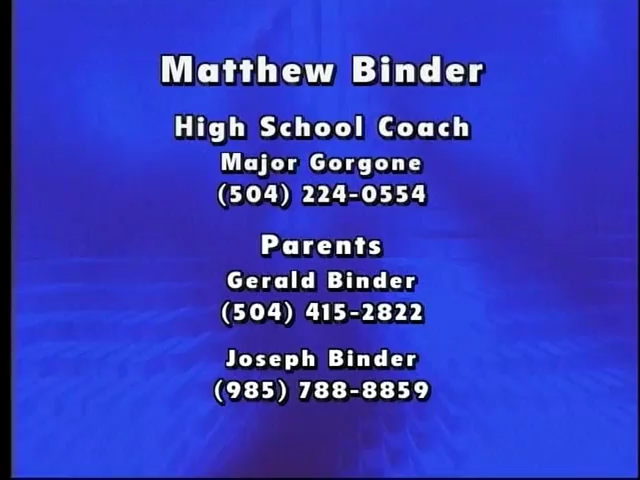 Matthew Binder
High School Coach
Major Gorgone
(504) 224-0554
Parents
Gerald Binder
(504) 415-2822
Joseph Binder
(985) 788-8859